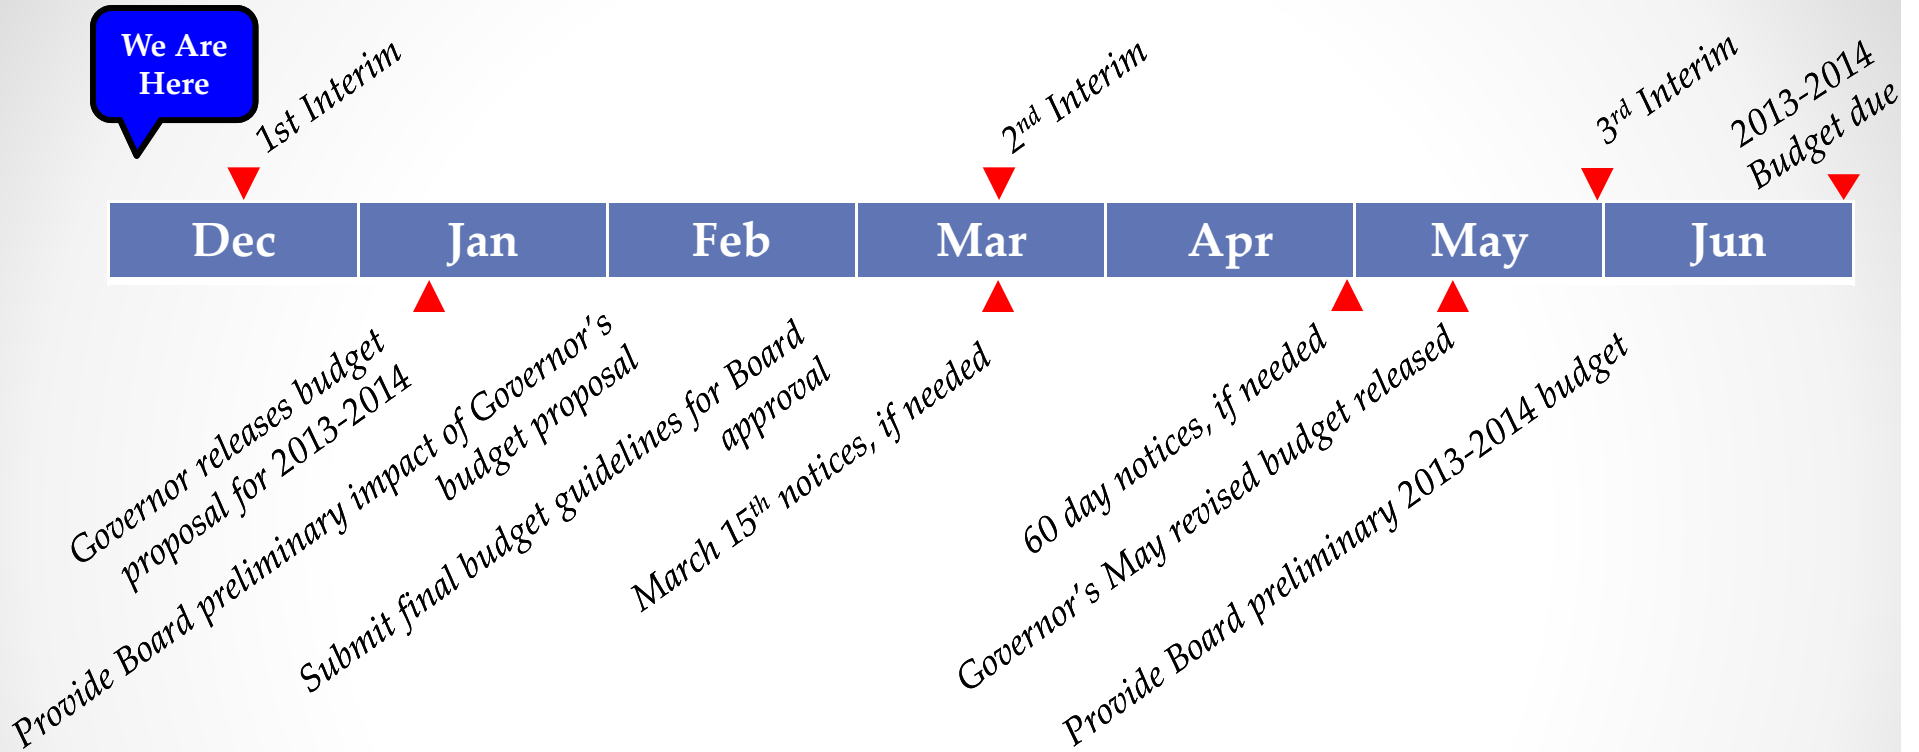 We Are
Here
1st Interim
2nd Interim
3rd Interim
2013-2014
Budget due
Dec
Jan
Feb
Mar
Apr
May
Jun
Governor releases budget
proposal for 2013-2014
Provide Board preliminary impact of Governor’s
budget proposal
Submit final budget guidelines for Board
approval
March 15th notices, if needed
60 day notices, if needed
Governor’s May revised budget released
Provide Board preliminary 2013-2014 budget